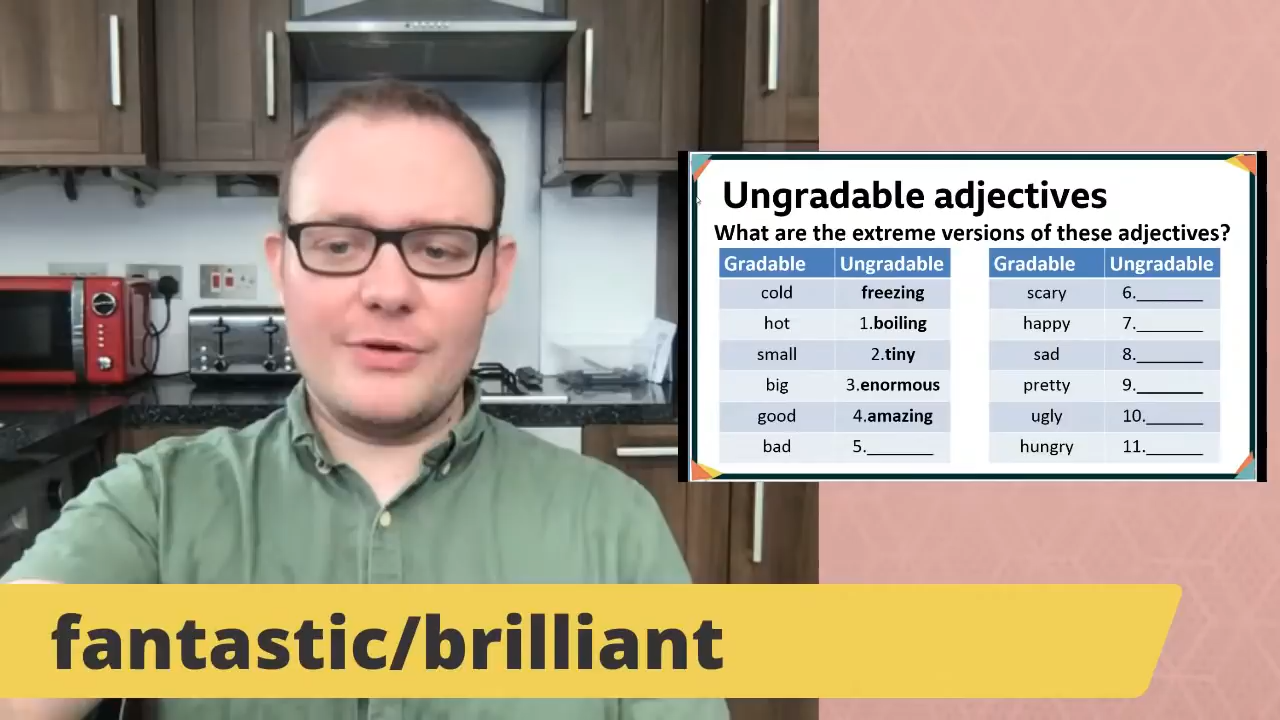 Ungradable adjectives
What are the extreme versions of these adjectives?
Gradable Ungradable Gradable Ungradable
cold freezing scary 6._______
hot 1.boiling happy 7._______
small 2.tiny sad 8._______
big 3.enormous pretty 9._______
good 4.amazing ugly 10.______
bad 5._______ hungry 11.______
fantastic/brilliant